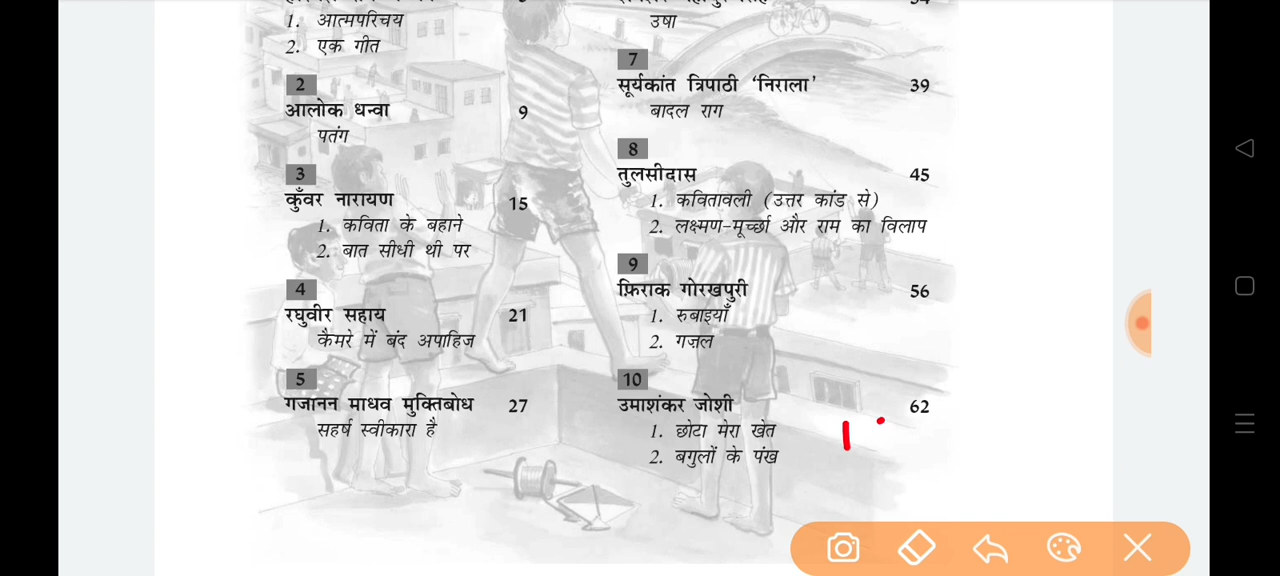 1. आत्मपरिचय
2. एक गीत
2
आलोक धन्वा 9
पतंग
3
कुँवर नारायण 15
1. कविता के बहाने
2. बात सीधी थी पर
4
रघुवीर सहाय 21
कैमरे में बंद अपाहिज
5
गजानन माधव मुक्तिबोध 27
सहर्ष स्वीकारा है
उषा
7
सूर्यकांत त्रिपाठी ‘निराला’ 39
बादल राग
8
तुलसीदास 45
1. कवितावली (उत्तर कांड से)
2. लक्ष्मण-मूर्च्छा और राम का विलाप
9
फ़िराक गोरखपुरी 56
1. रुबाइयाँ
2. गज़ल
10
उमाशंकर जोशी 62
1. छोटा मेरा खेत
2. बगुलों के पंख